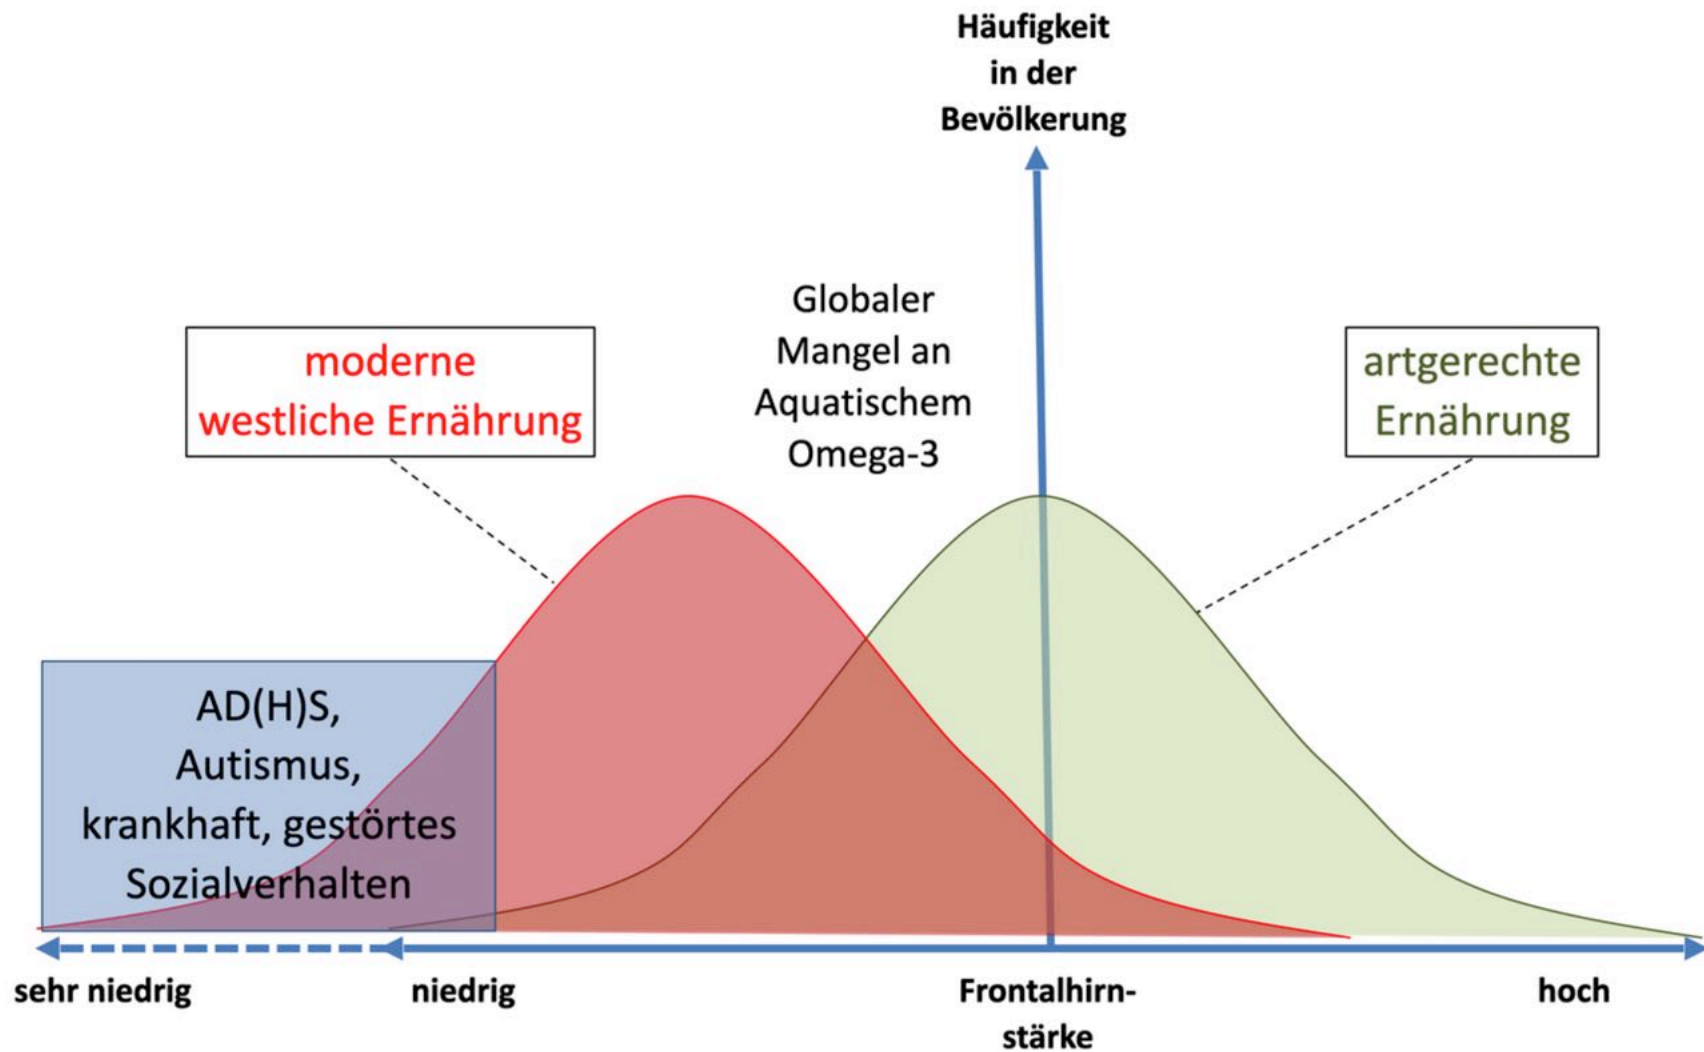 Häufigkeit
in der
Bevölkerung
Globaler
Mangel an
Aquatischem
Omega-3
moderne
westliche Ernährung
artgerechte
Ernährung
AD(H)S,
Autismus,
krankhaft, gestörtes
Sozialverhalten
sehr niedrig
niedrig
Frontalhirn-
stärke
hoch